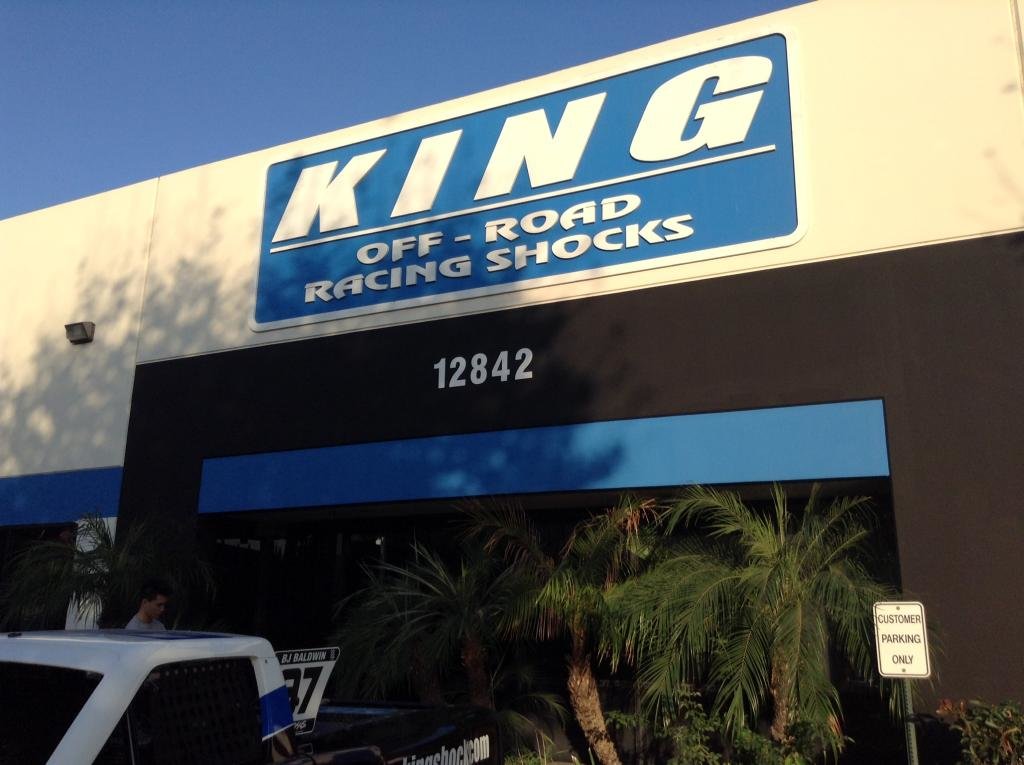 KING
OFF - ROAD
RACING SHOCKS
12842
CUSTOMER
PARKING
ONLY
BJ BALDWIN
kingshock.com